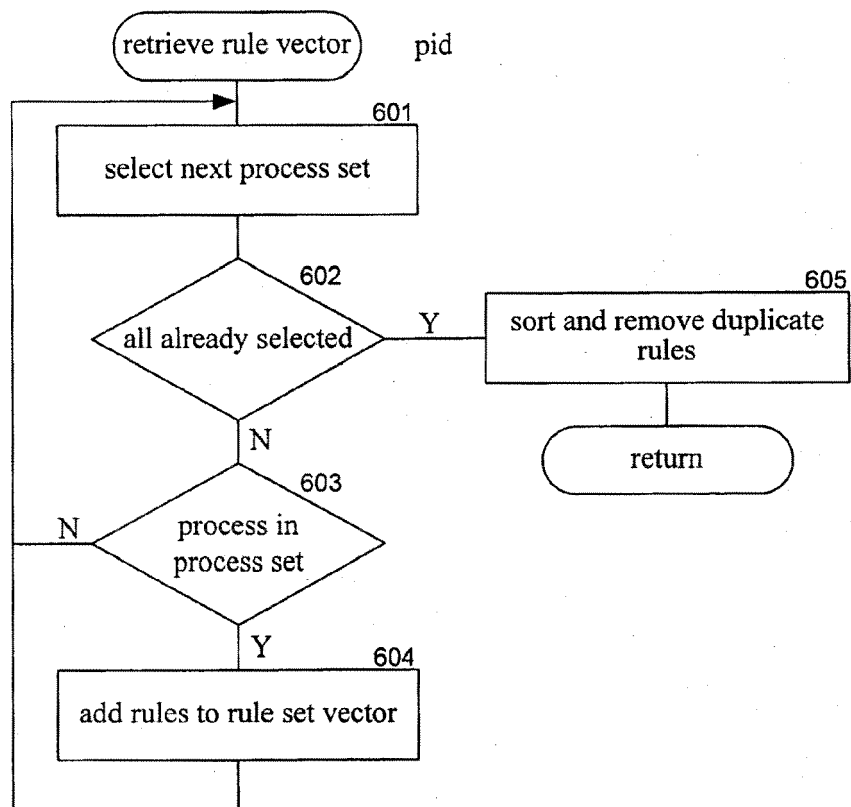 retrieve rule vector
pid
601
select next process set
602
all already selected
Y
605
sort and remove duplicate
rules
N
return
603
process in
process set
N
Y
604
add rules to rule set vector